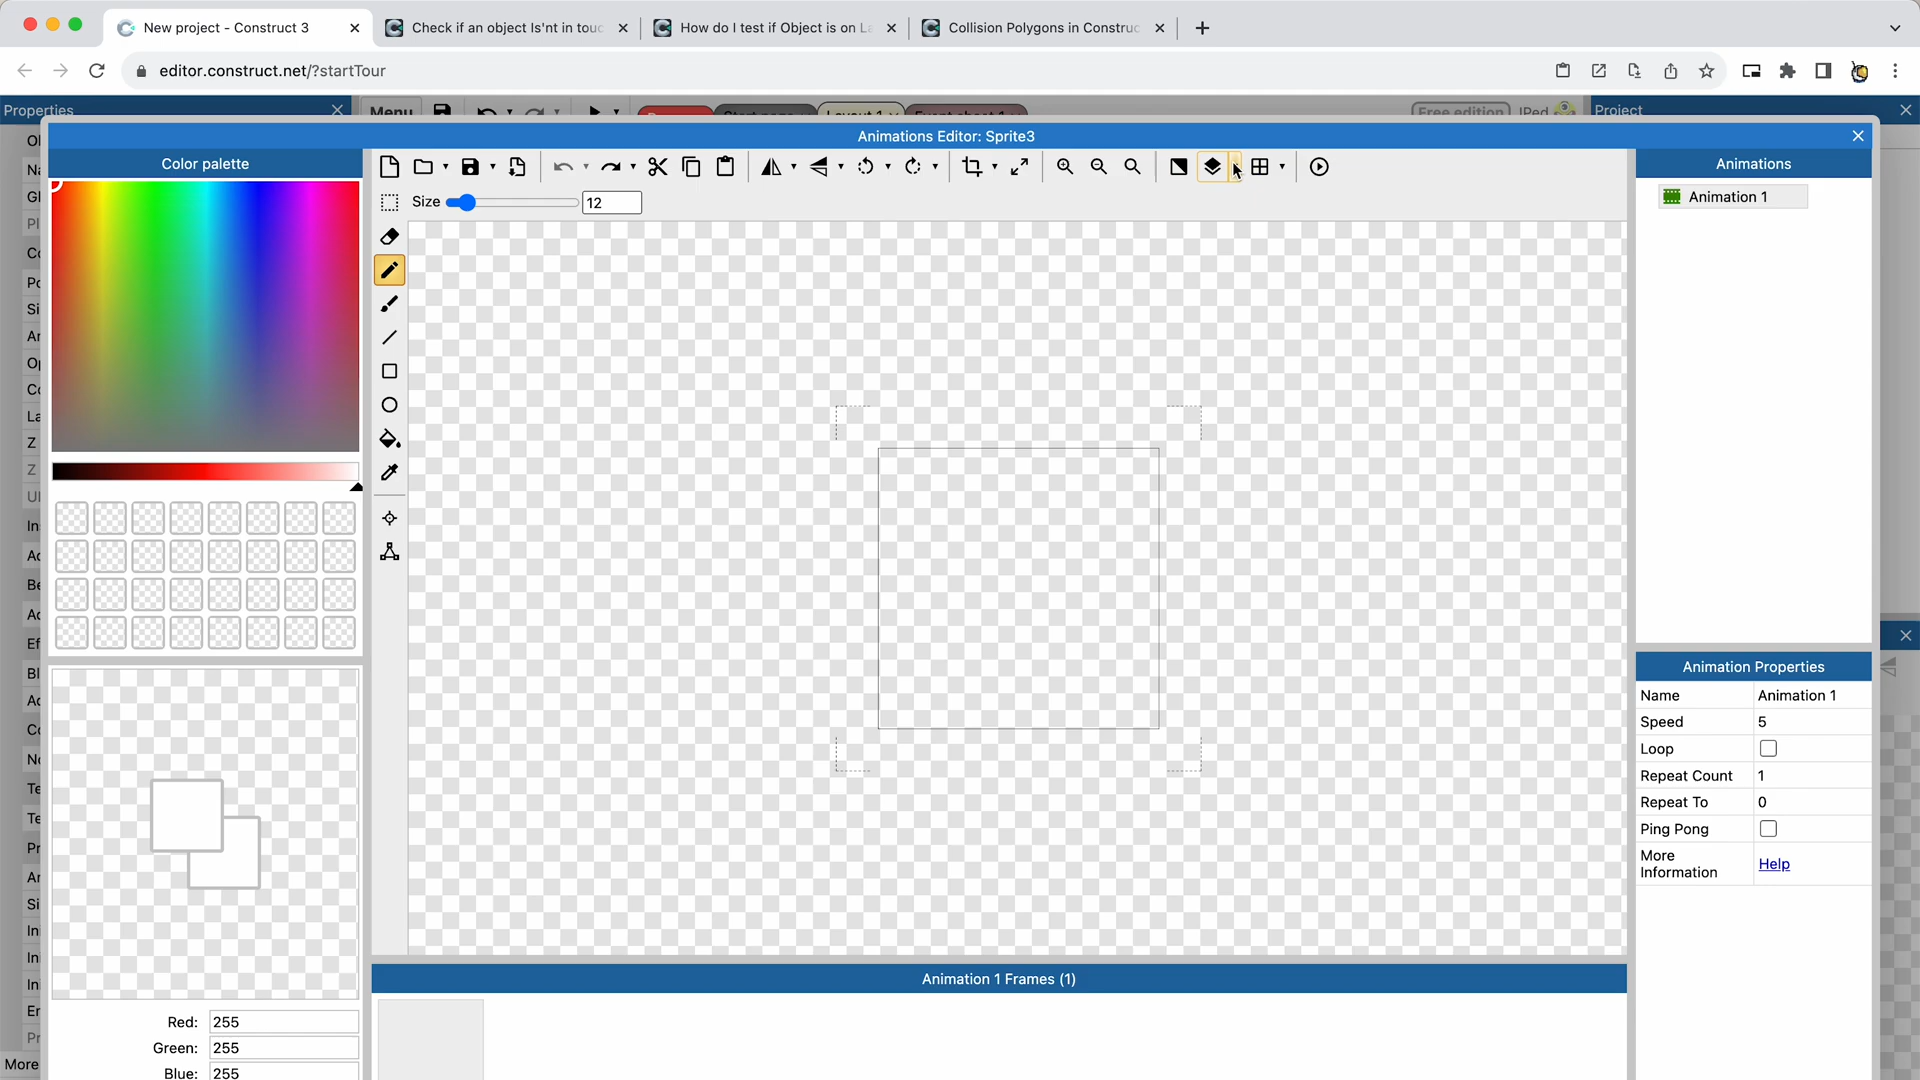 New project - Construct 3
Check if an object Is'nt in touc
How do I test if Object is on La
Collision Polygons in Construc
editor.construct.net/?startTour
Properties
Menu
Free edition
Project
Animations Editor: Sprite3
Color palette
Animations
Size
12
Animation 1
Animation Properties
Name
Animation 1
Speed
5
Loop
Repeat Count
1
Repeat To
0
Ping Pong
More
Information
Help
Animation 1 Frames (1)
Red:
255
Green:
255
Blue:
255
More